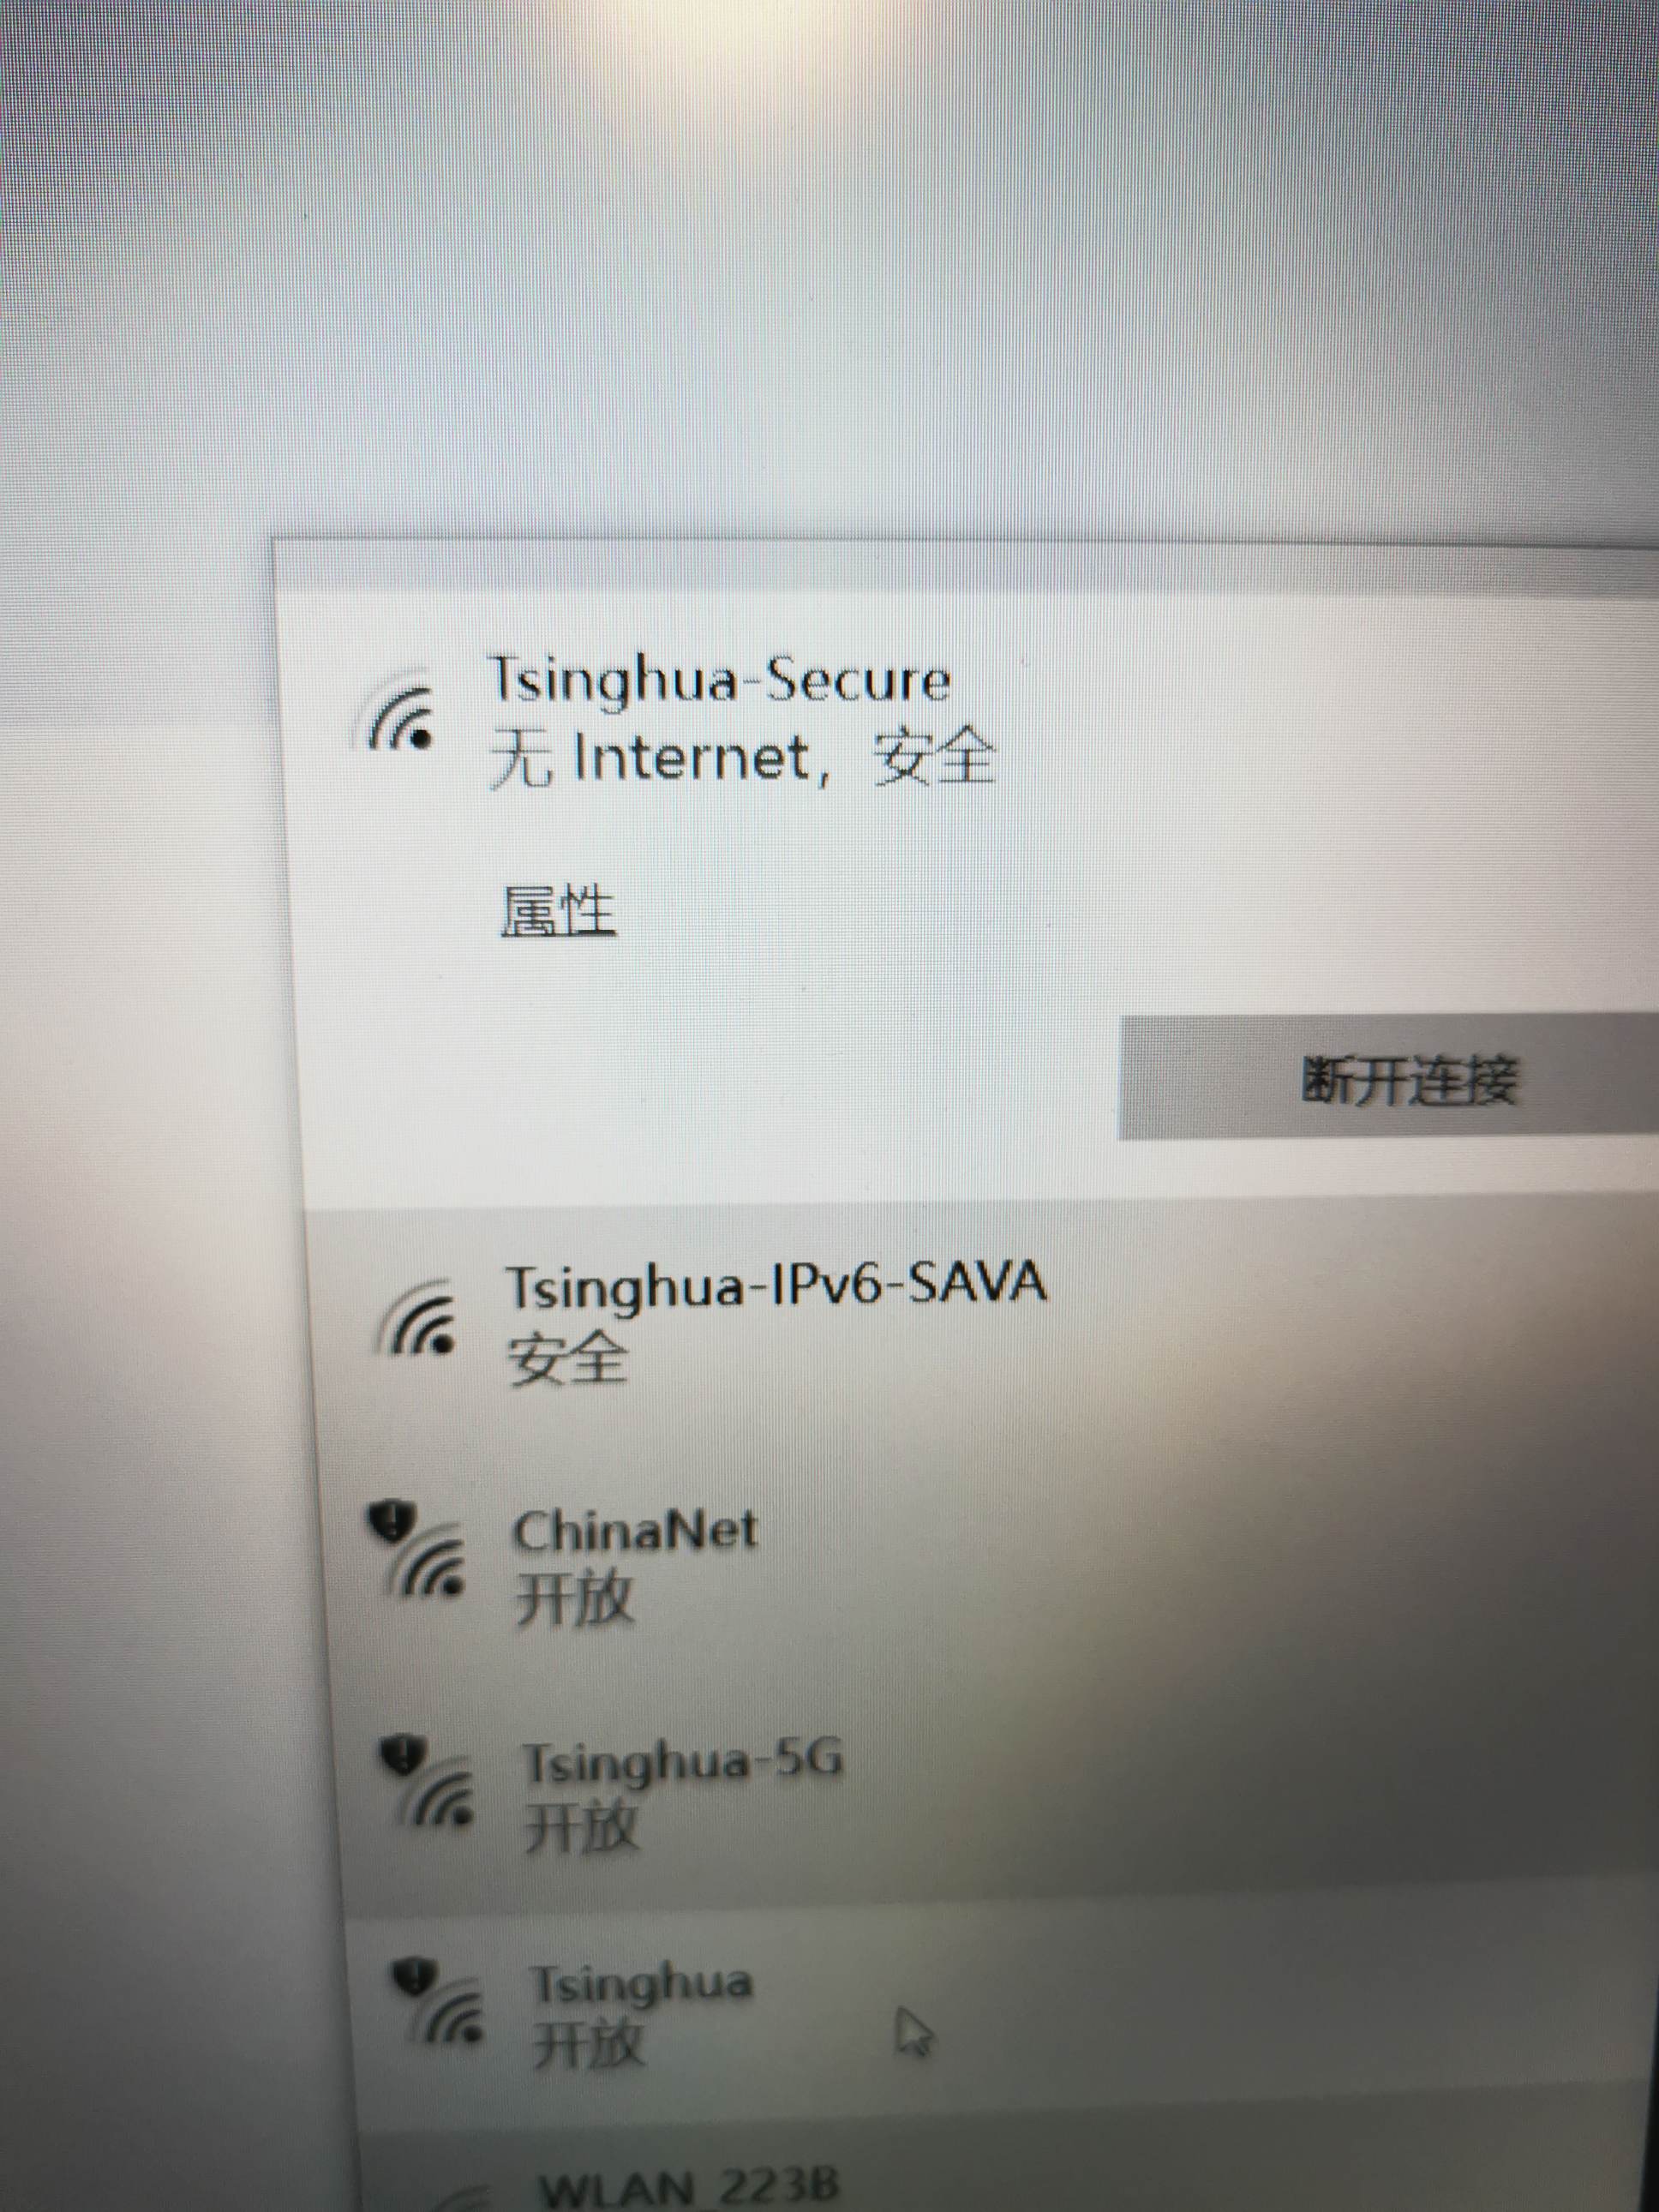 Tsinghua-Secure
无 Internet，安全
属性
断开连接
Tsinghua-IPv6-SAVA
安全
ChinaNet
开放
Tsinghua-5G
开放
Tsinghua
开放
WLAN_223B